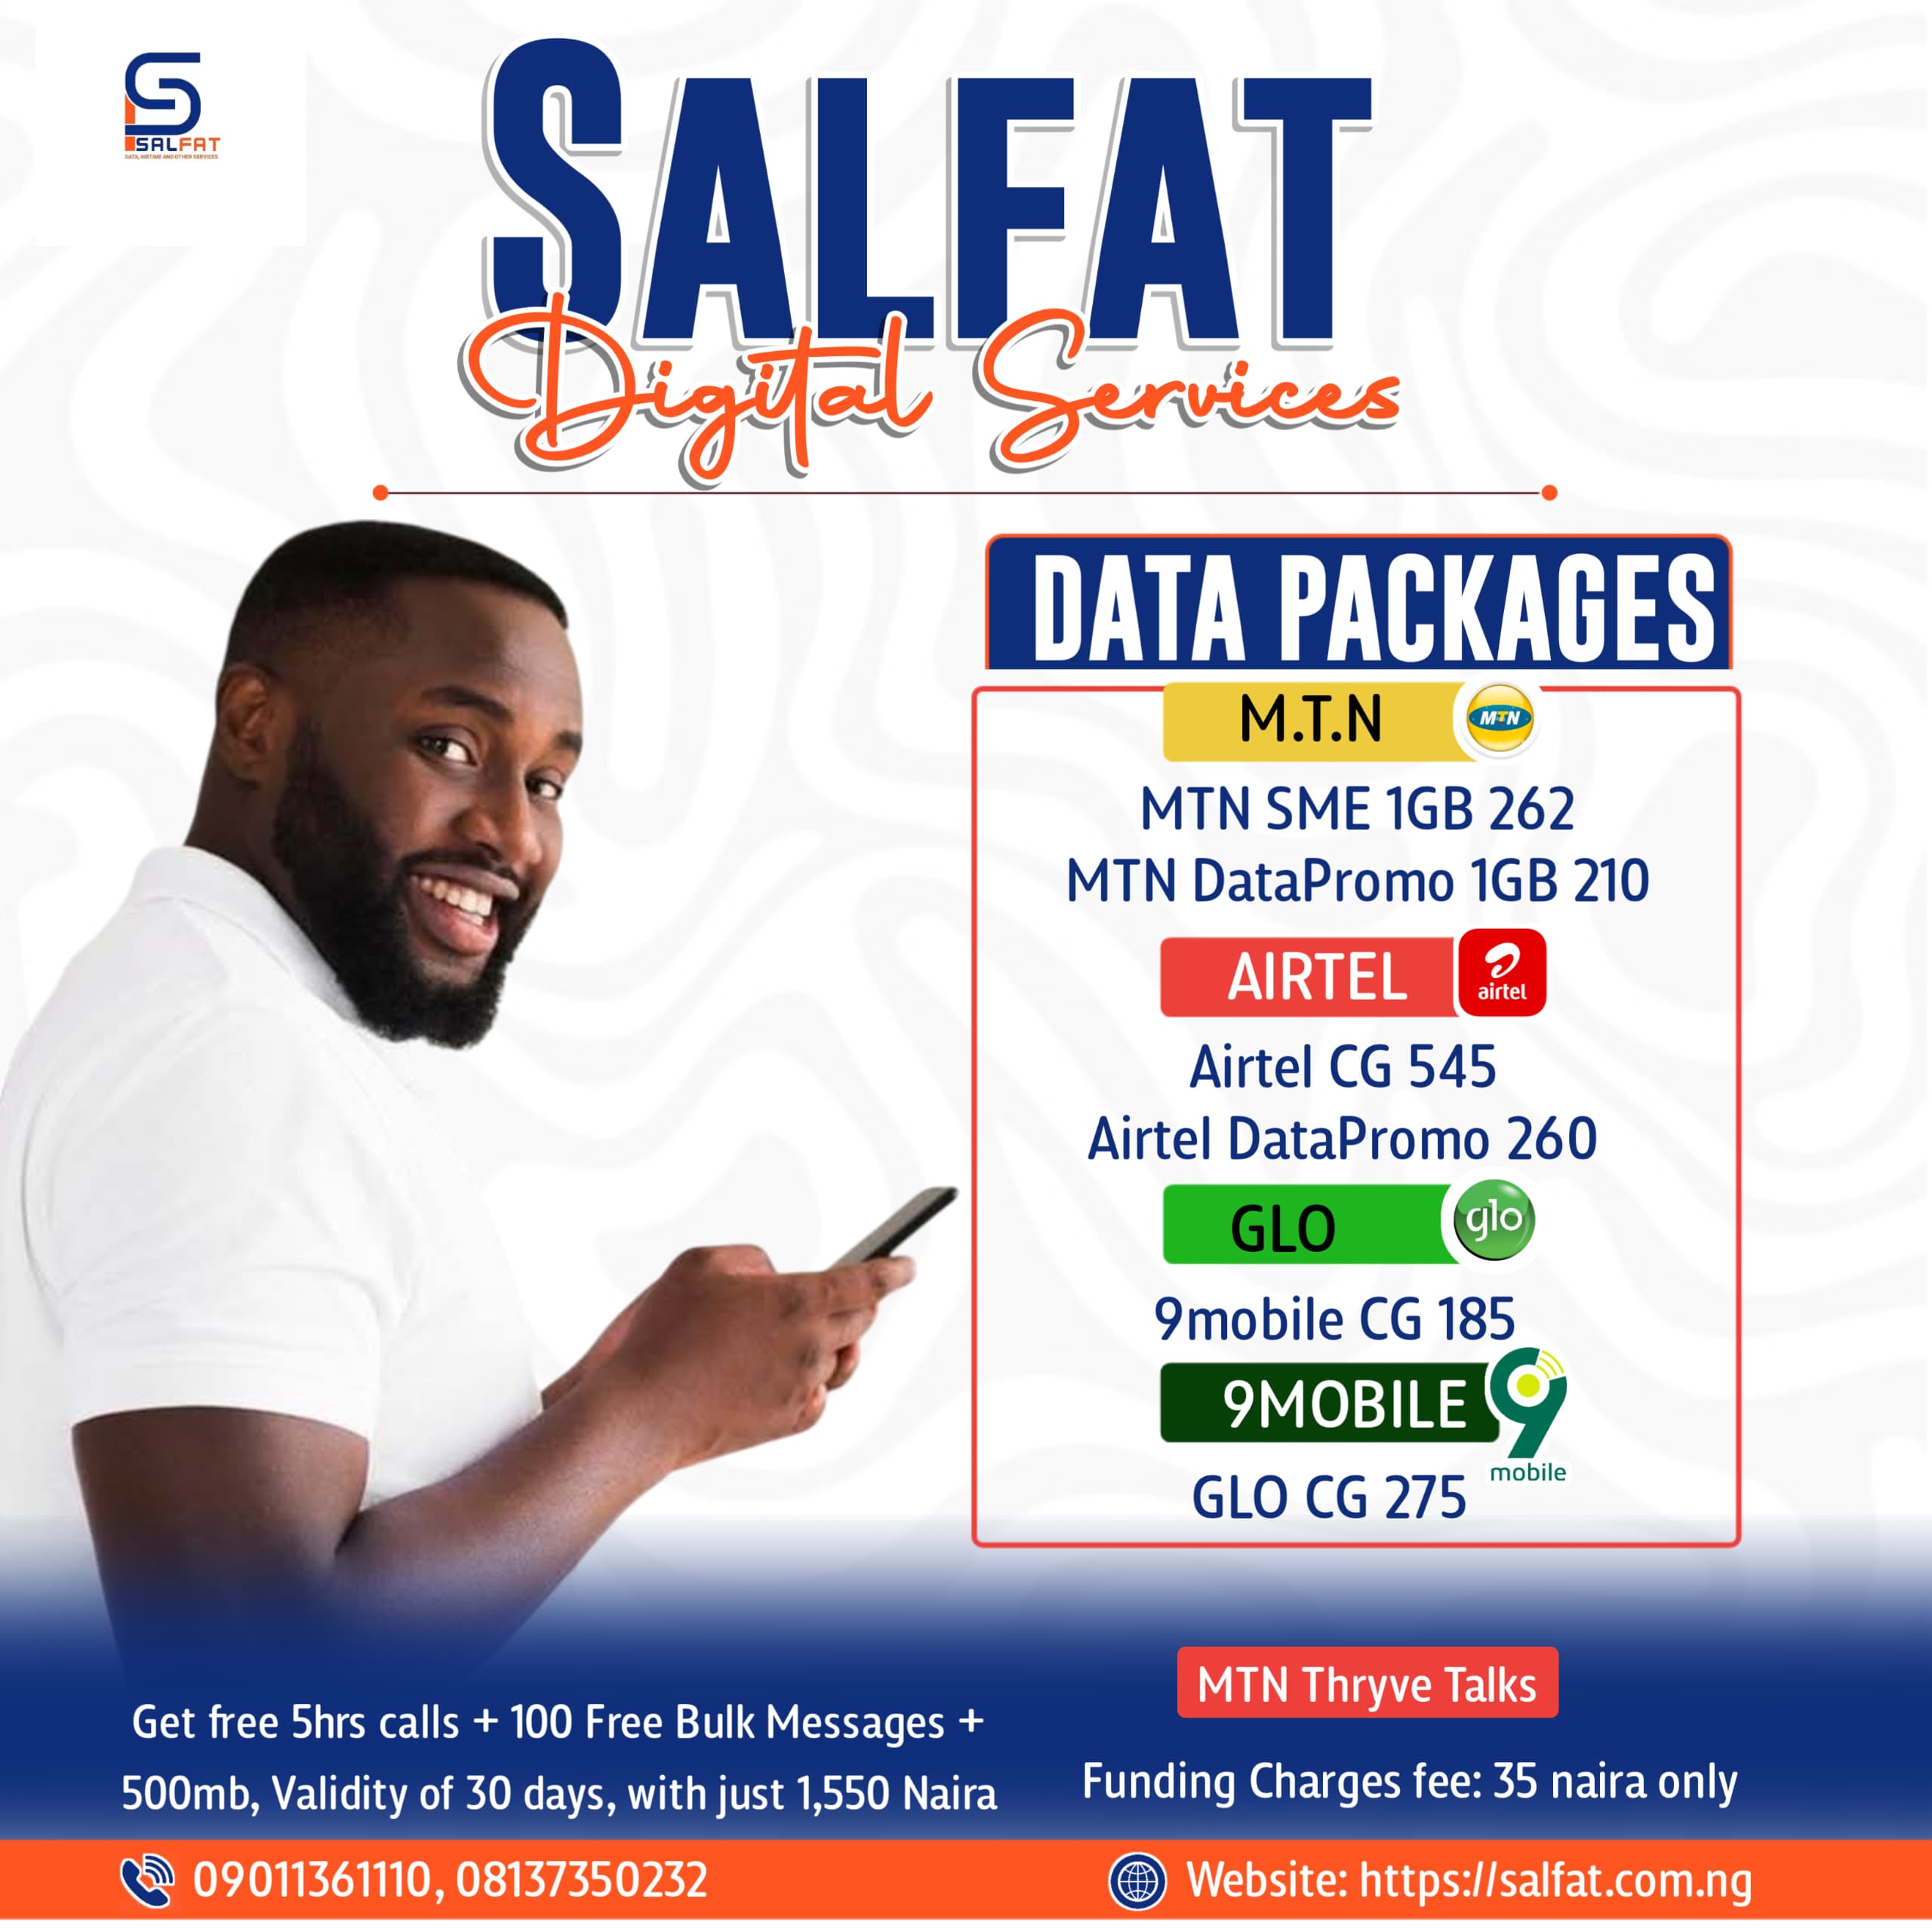 SALFAT
DATA, AIRTIME AND OTHER SERVICES
SALFAT
Digital Services
DATA PACKAGES
M.T.N
MTN
MTN SME 1GB 262
MTN DataPromo 1GB 210
AIRTEL
airtel
Airtel CG 545
Airtel DataPromo 260
GLO
glo
9mobile CG 185
9MOBILE
9
mobile
GLO CG 275
MTN Thryve Talks
Get free 5hrs calls + 100 Free Bulk Messages +
500mb, Validity of 30 days, with just 1,550 Naira
Funding Charges fee: 35 naira only
09011361110, 08137350232
Website: https://salfat.com.ng